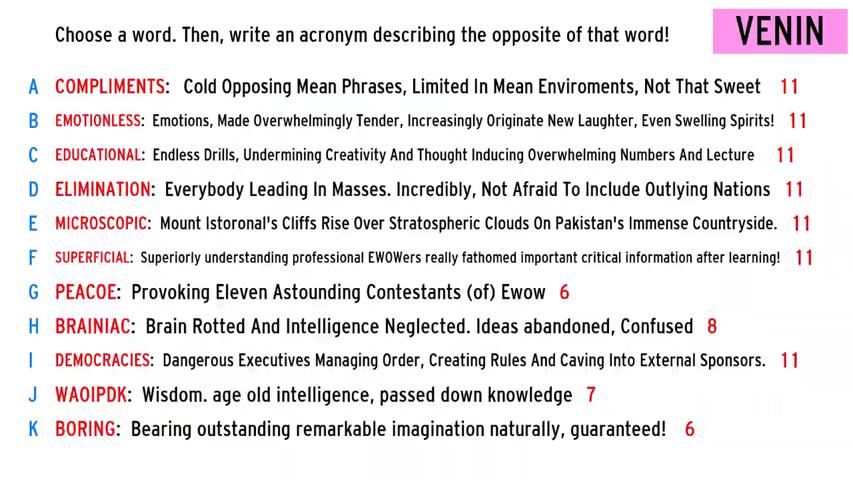 Choose a word. Then, write an acronym describing the opposite of that word!
VENIN
A COMPLIMENTS: Cold Opposing Mean Phrases, Limited In Mean Enviroments, Not That Sweet 11
B EMOTIONLESS: Emotions, Made Overwhelmingly Tender, Increasingly Originate New Laughter, Even Swelling Spirits! 11
C EDUCATIONAL: Endless Drills, Undermining Creativity And Thought Inducing Overwhelming Numbers And Lecture 11
D ELIMINATION: Everybody Leading In Masses. Incredibly, Not Afraid To Include Outlying Nations 11
E MICROSCOPIC: Mount Istoronal's Cliffs Rise Over Stratospheric Clouds On Pakistan's Immense Countryside. 11
F SUPERFICIAL: Superiorly understanding professional EWOWers really fathomed important critical information after learning! 11
G PEACOE: Provoking Eleven Astounding Contestants (of) Ewow 6
H BRAINIAC: Brain Rotted And Intelligence Neglected. Ideas abandoned, Confused 8
I DEMOCRACIES: Dangerous Executives Managing Order, Creating Rules And Caving Into External Sponsors. 11
J WAOIPDK: Wisdom. age old intelligence, passed down knowledge 7
K BORING: Bearing outstanding remarkable imagination naturally, guaranteed! 6